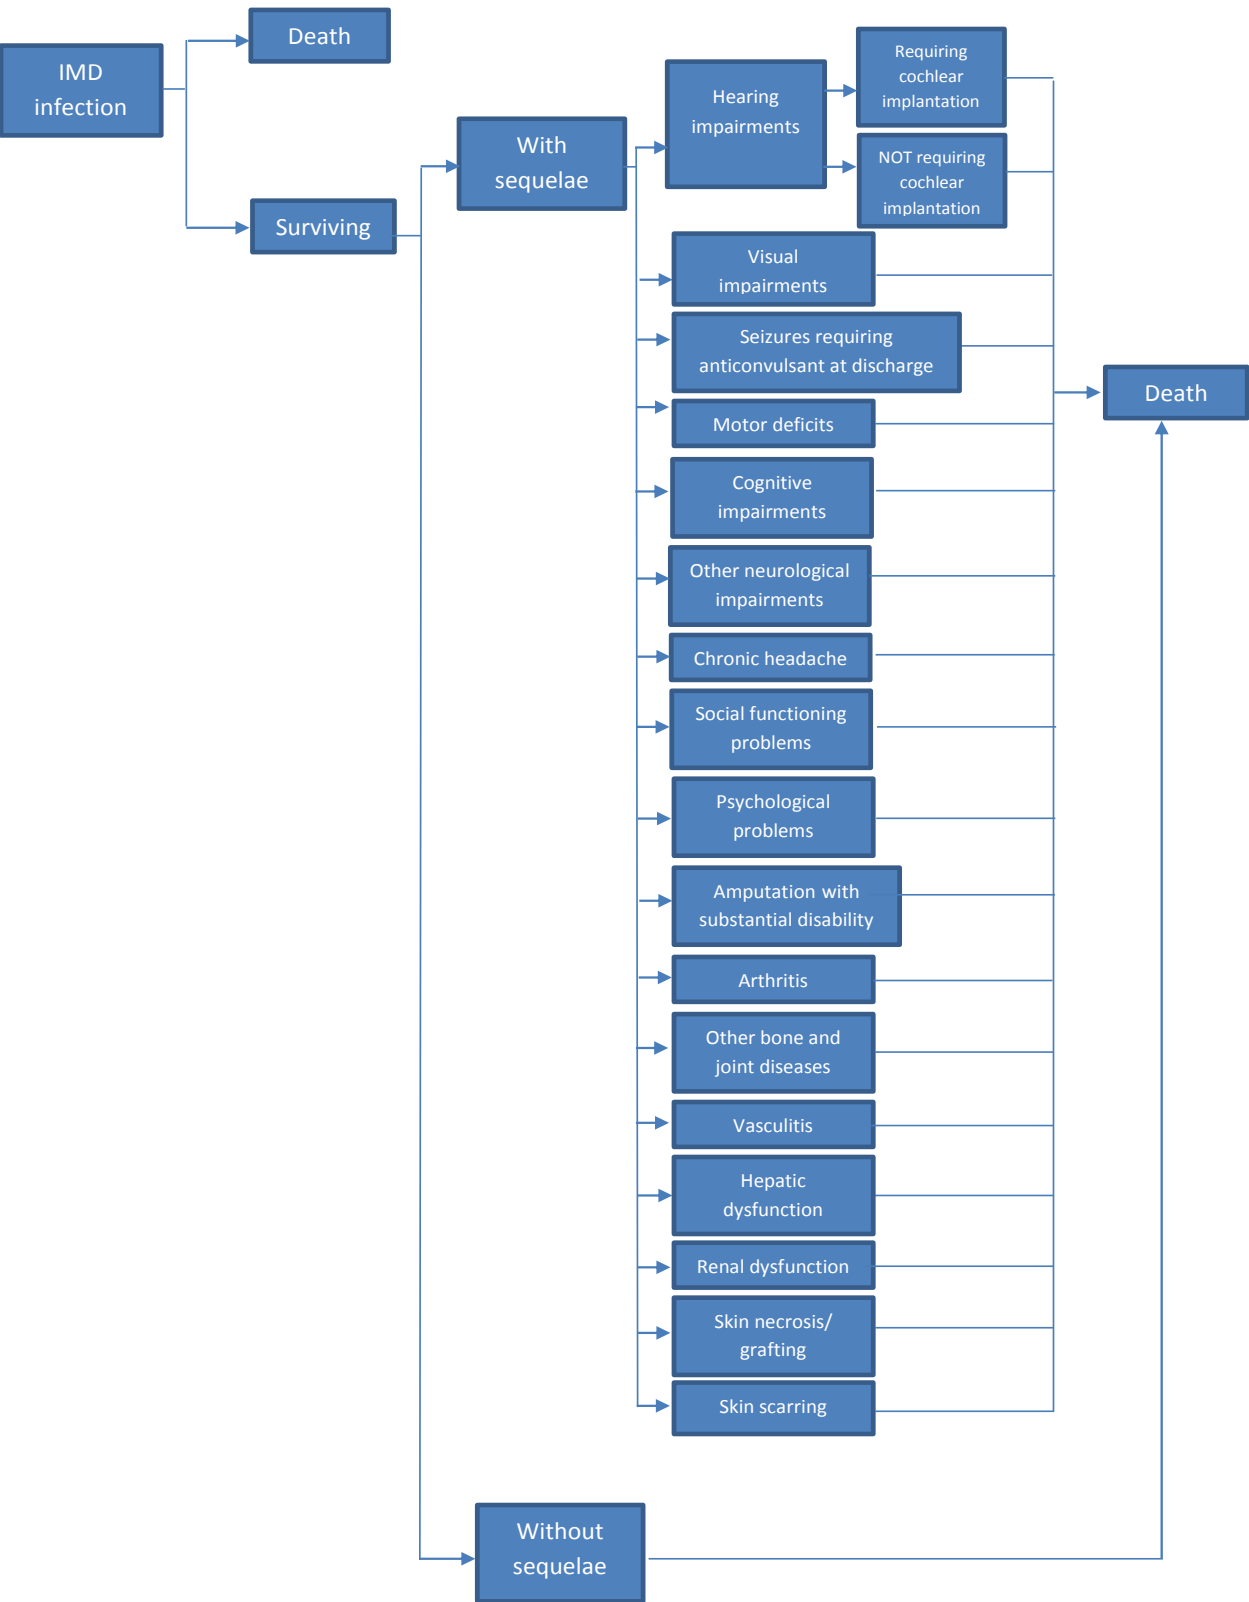 IMD
infection
Death
Surviving
With
sequelae
Hearing
impairments
Requiring
cochlear
implantation
NOT requiring
cochlear
implantation
Visual
impairments
Seizures requiring
anticonvulsant at discharge
Motor deficits
Cognitive
impairments
Other neurological
impairments
Chronic headache
Social functioning
problems
Psychological
problems
Amputation with
substantial disability
Arthritis
Other bone and
joint diseases
Vasculitis
Hepatic
dysfunction
Renal dysfunction
Skin necrosis/
grafting
Skin scarring
Death
Without
sequelae